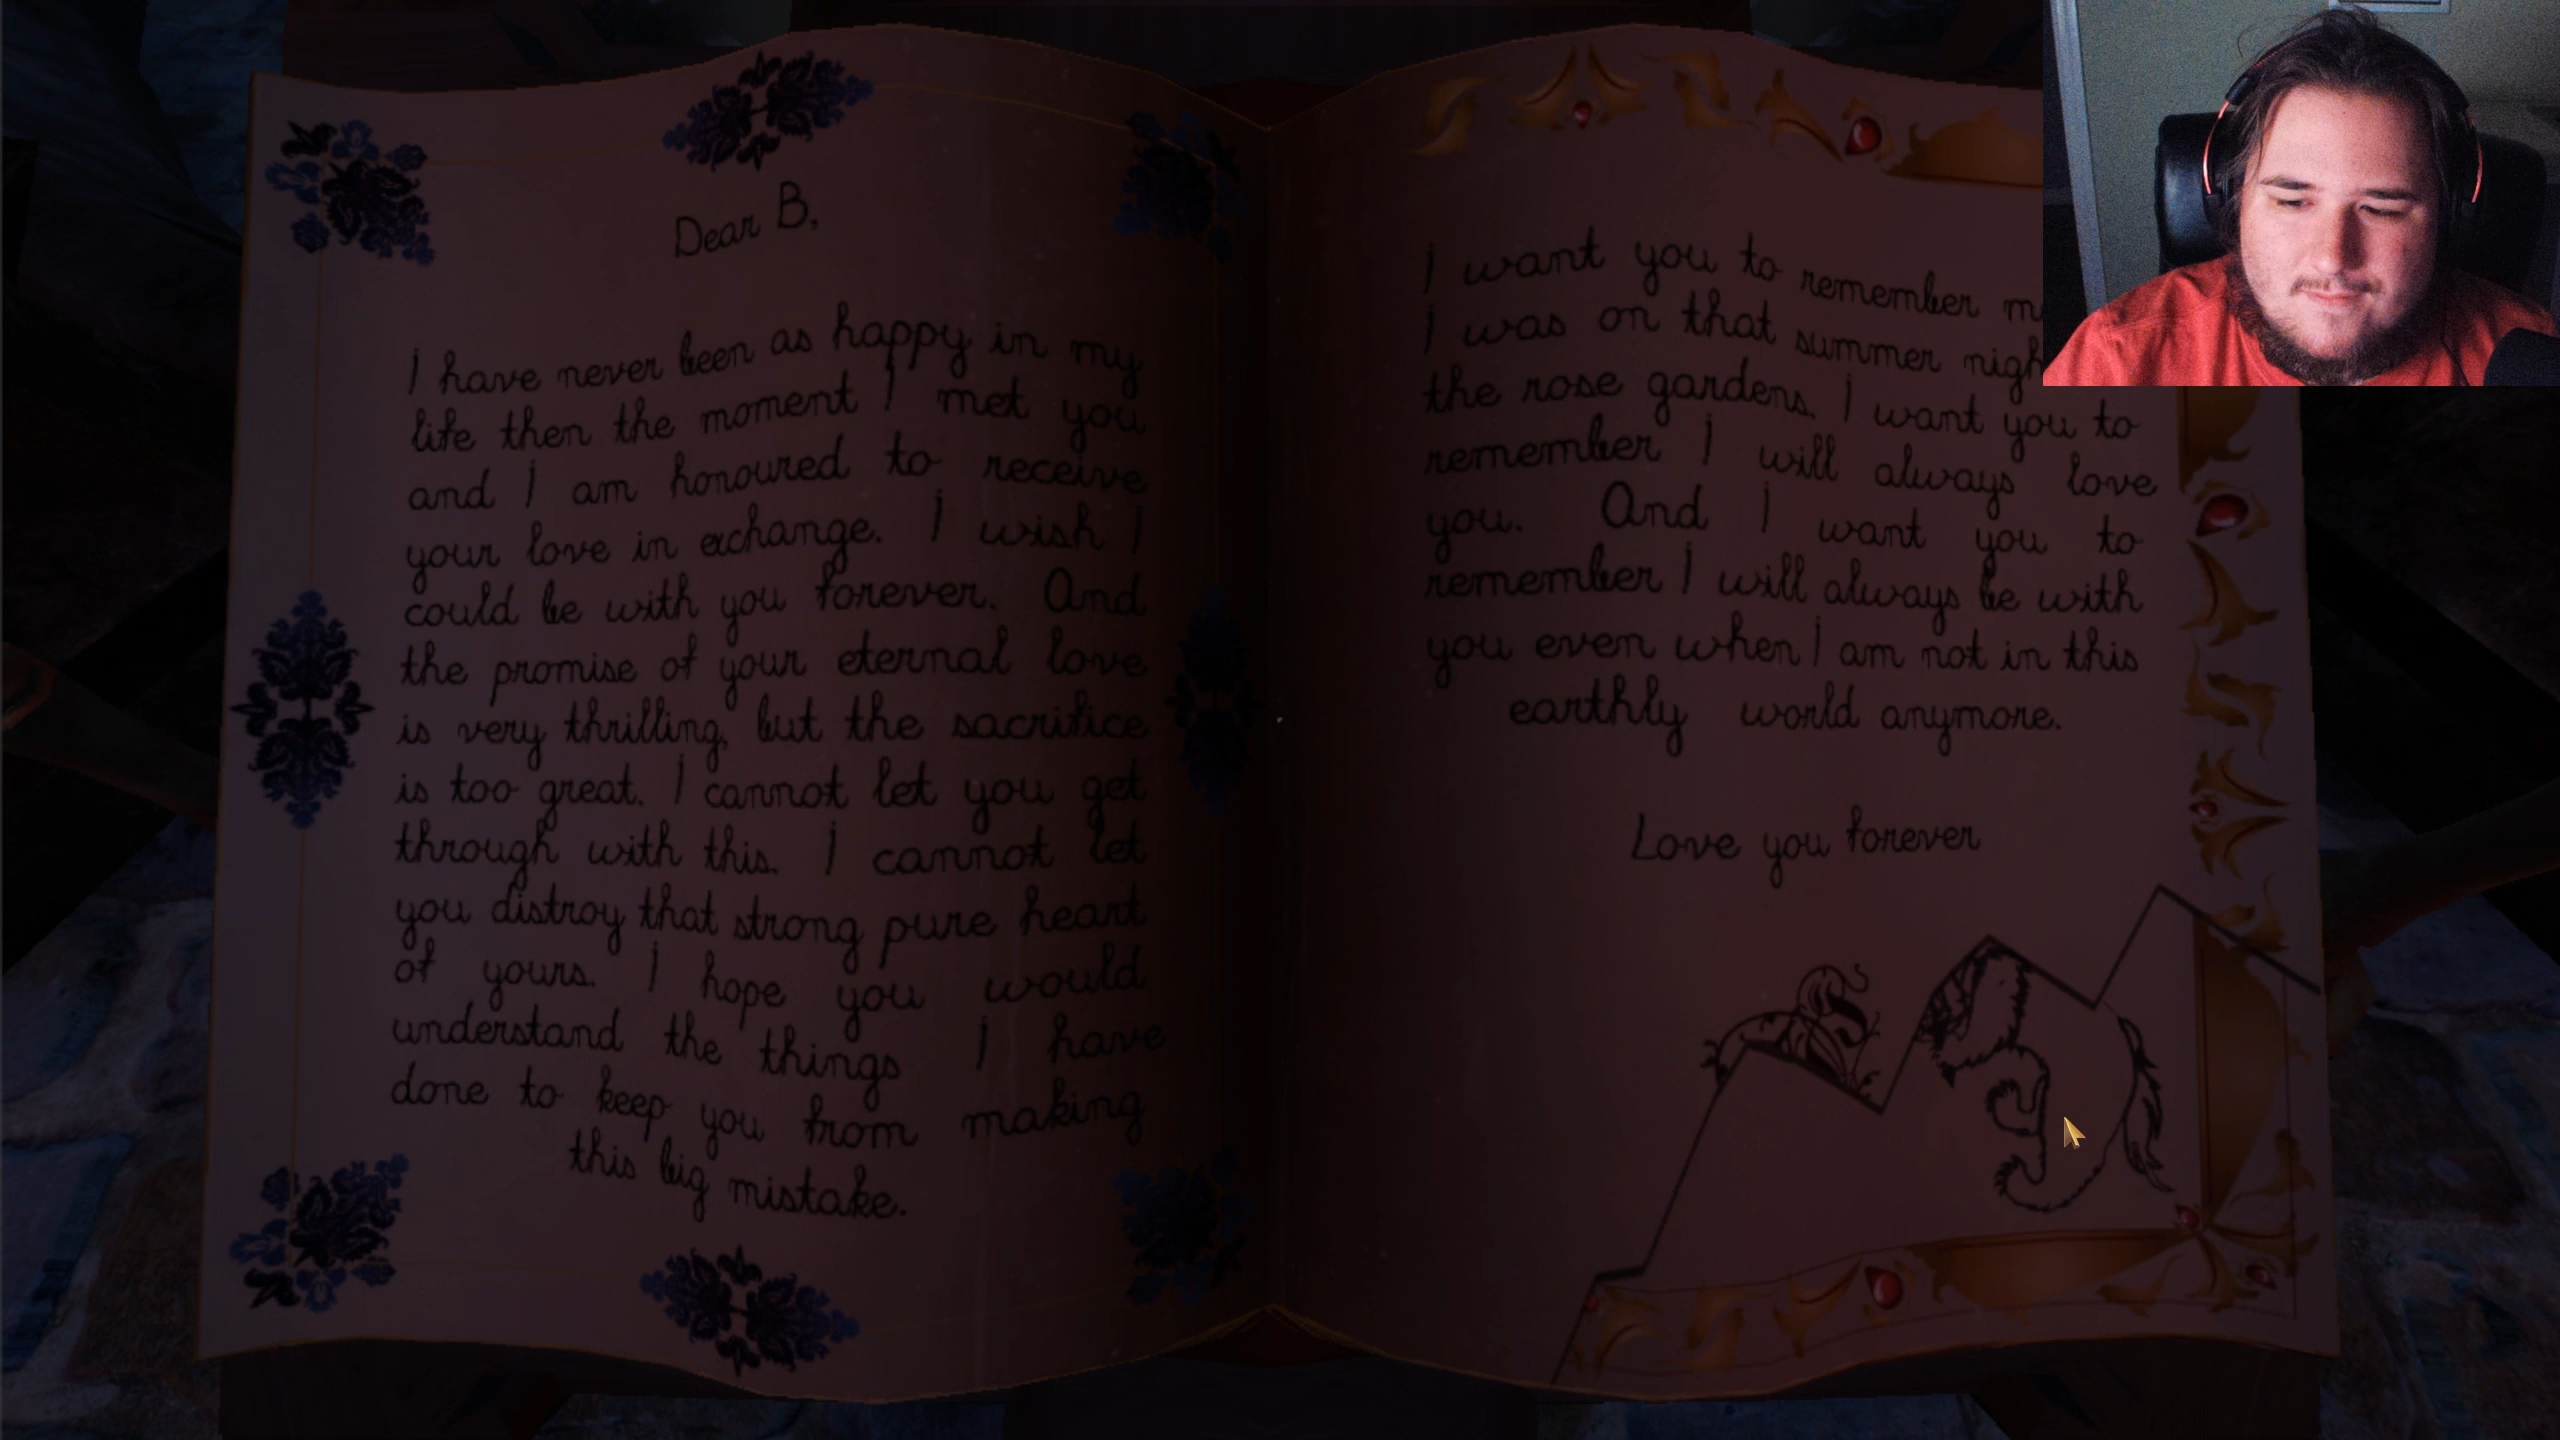 Dear B,
I have never been as happy in my
life then the moment I met you
and I am honoured to receive
your love in exchange. I wish I
could be with you forever. And
the promise of your eternal love
is very thrilling, but the sacrifice
is too great. I cannot let you get
through with this. I cannot let
you distroy that strong pure heart
of yours. I hope you would
understand the things I have
done to keep you from making
this big mistake.
I want you to remember
I was on that summer
the rose gardens. I want you to
remember I will always love
you. And I want you to
remember I will always be with
you even when I am not in this
earthly world anymore.
Love you forever